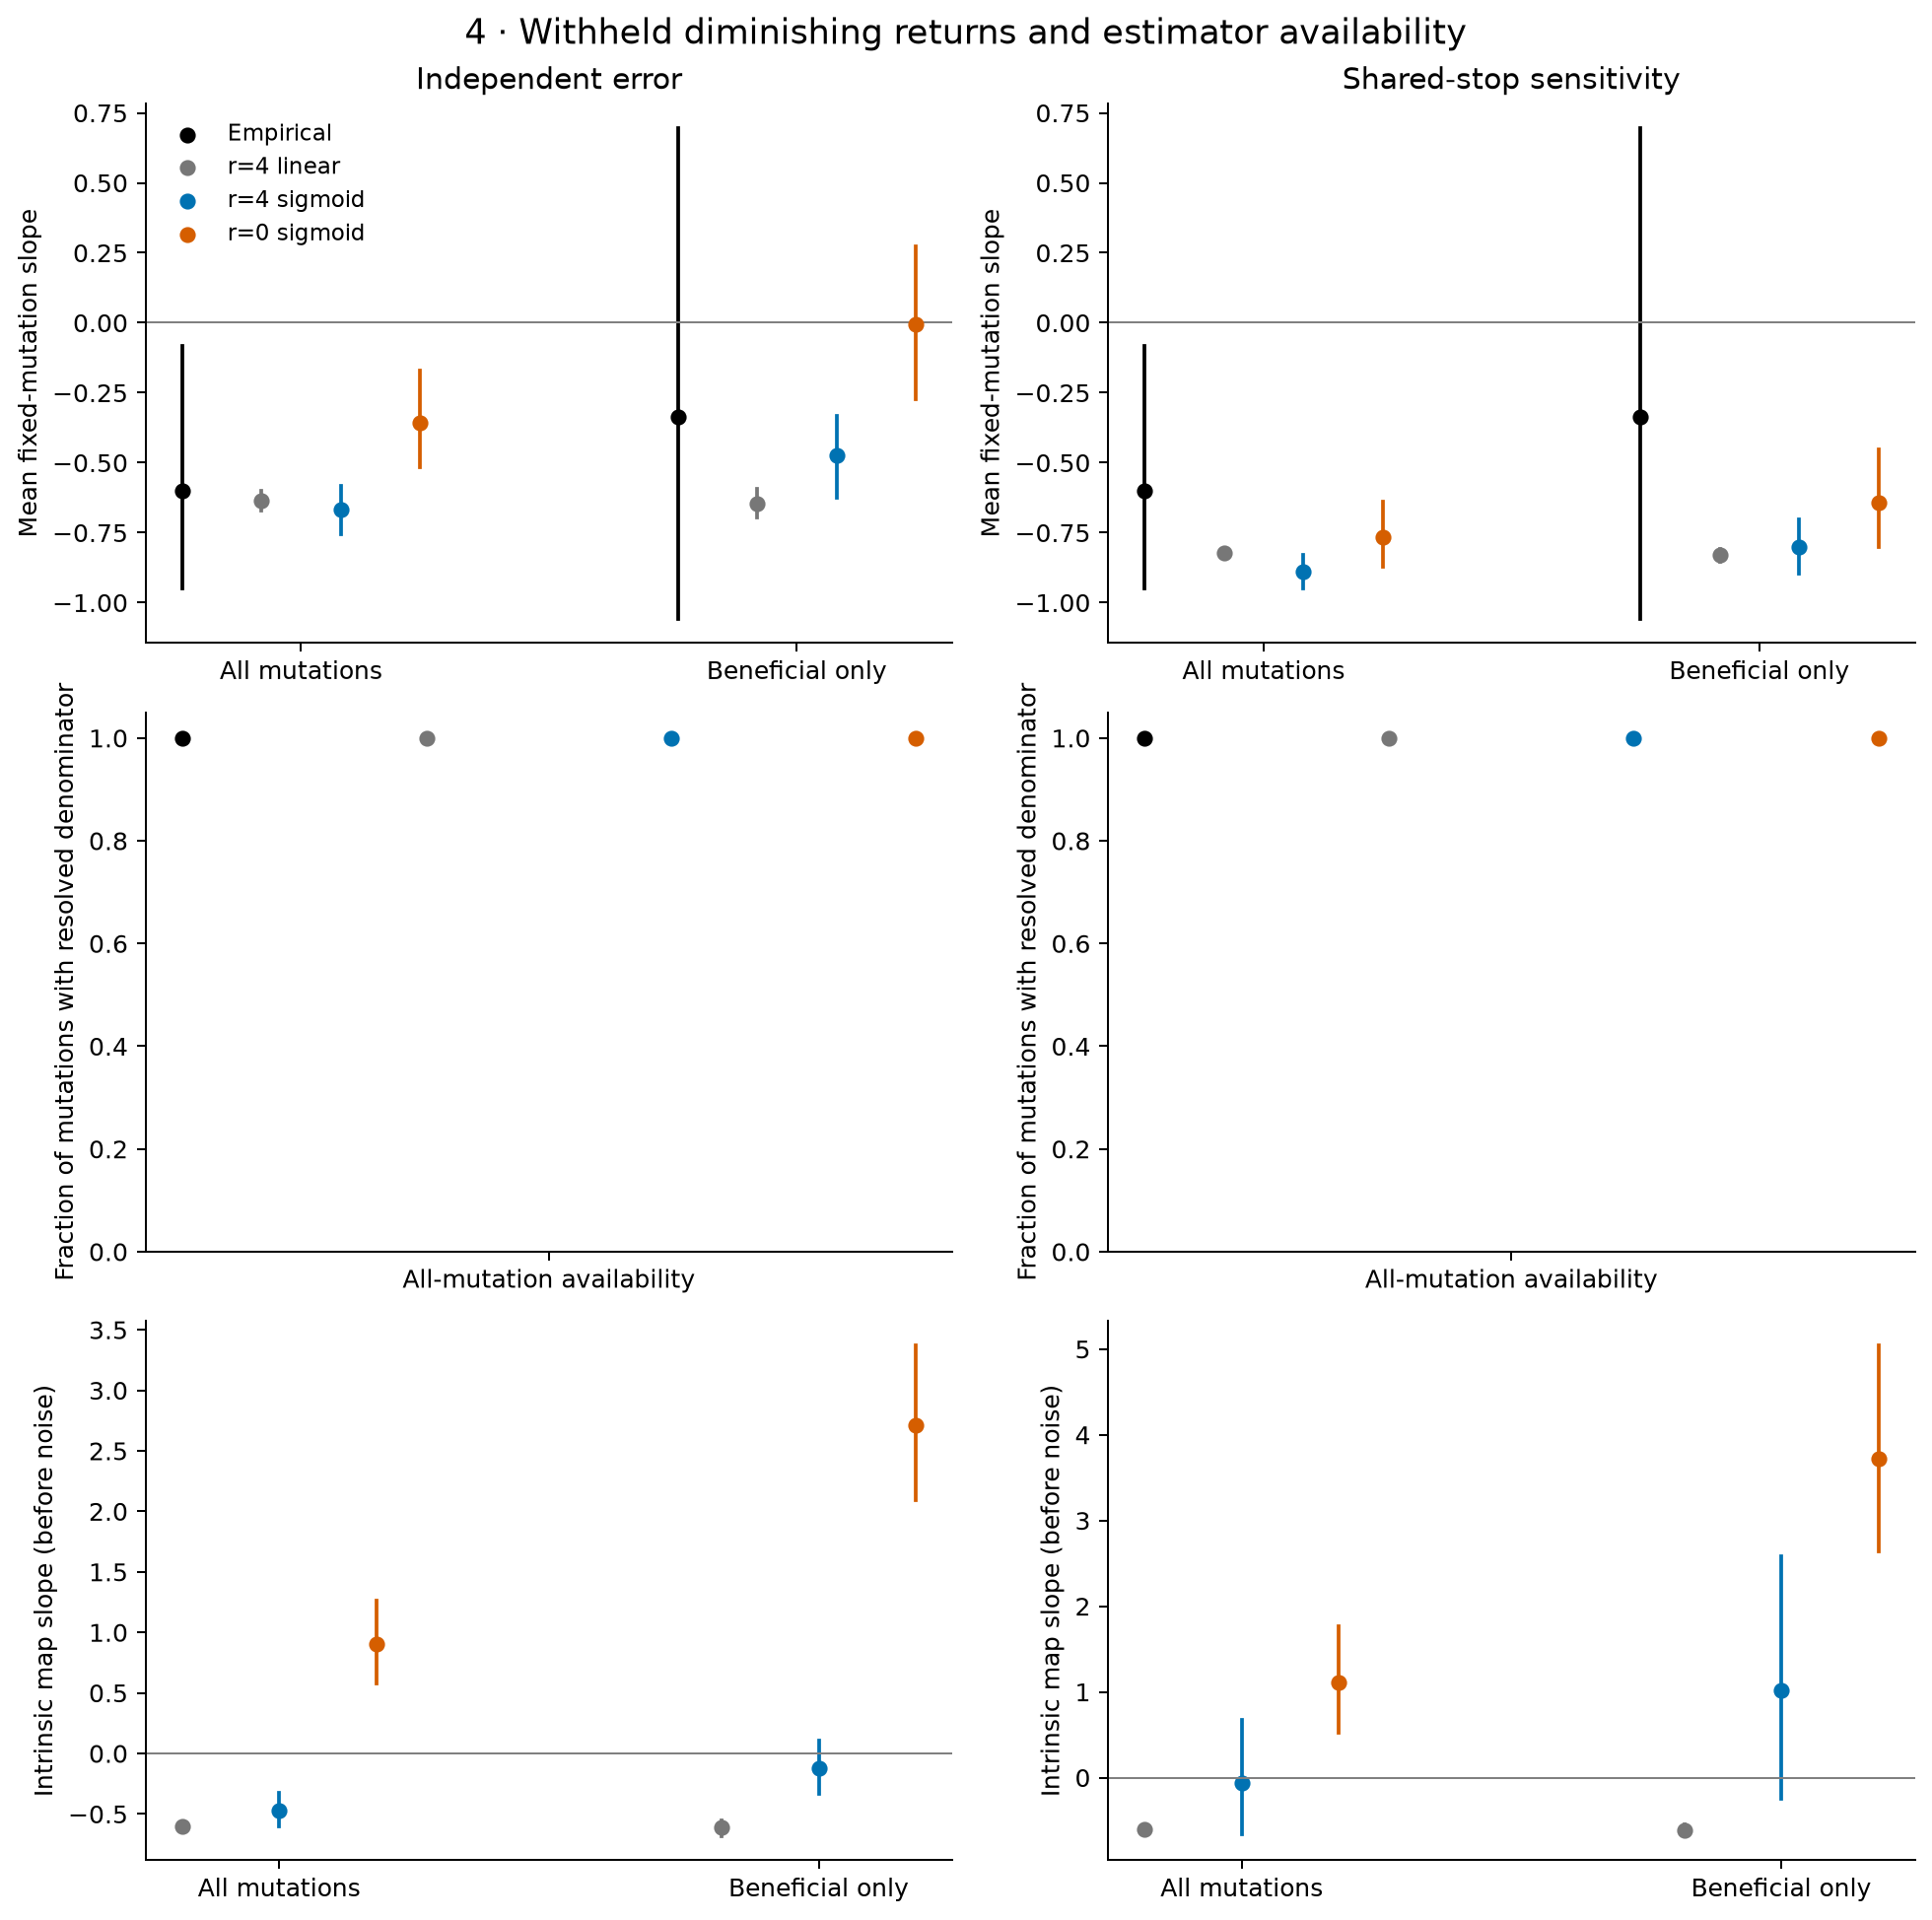 4 · Withheld diminishing returns and estimator availability
Independent error
Mean fixed-mutation slope
0.75
0.50
0.25
0.00
−0.25
−0.50
−0.75
−1.00
Empirical
r=4 linear
r=4 sigmoid
r=0 sigmoid
All mutations
Beneficial only
Shared-stop sensitivity
Mean fixed-mutation slope
0.75
0.50
0.25
0.00
−0.25
−0.50
−0.75
−1.00
All mutations
Beneficial only
Fraction of mutations with resolved denominator
1.0
0.8
0.6
0.4
0.2
0.0
All-mutation availability
Fraction of mutations with resolved denominator
1.0
0.8
0.6
0.4
0.2
0.0
All-mutation availability
Intrinsic map slope (before noise)
3.5
3.0
2.5
2.0
1.5
1.0
0.5
0.0
−0.5
All mutations
Beneficial only
Intrinsic map slope (before noise)
5
4
3
2
1
0
All mutations
Beneficial only